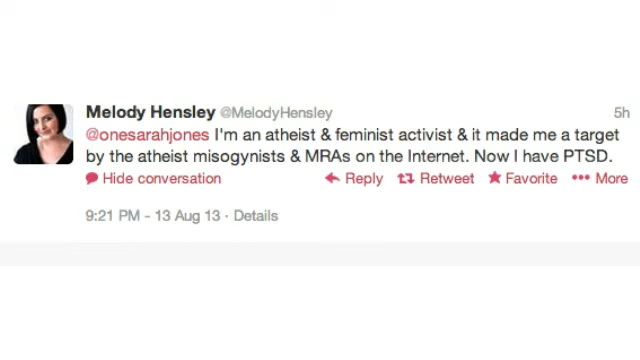 Melody Hensley @MelodyHensley 5h
@onesarahjones I'm an atheist & feminist activist & it made me a target
by the atheist misogynists & MRAs on the Internet. Now I have PTSD.
Hide conversation Reply Retweet Favorite More
9:21 PM - 13 Aug 13 · Details